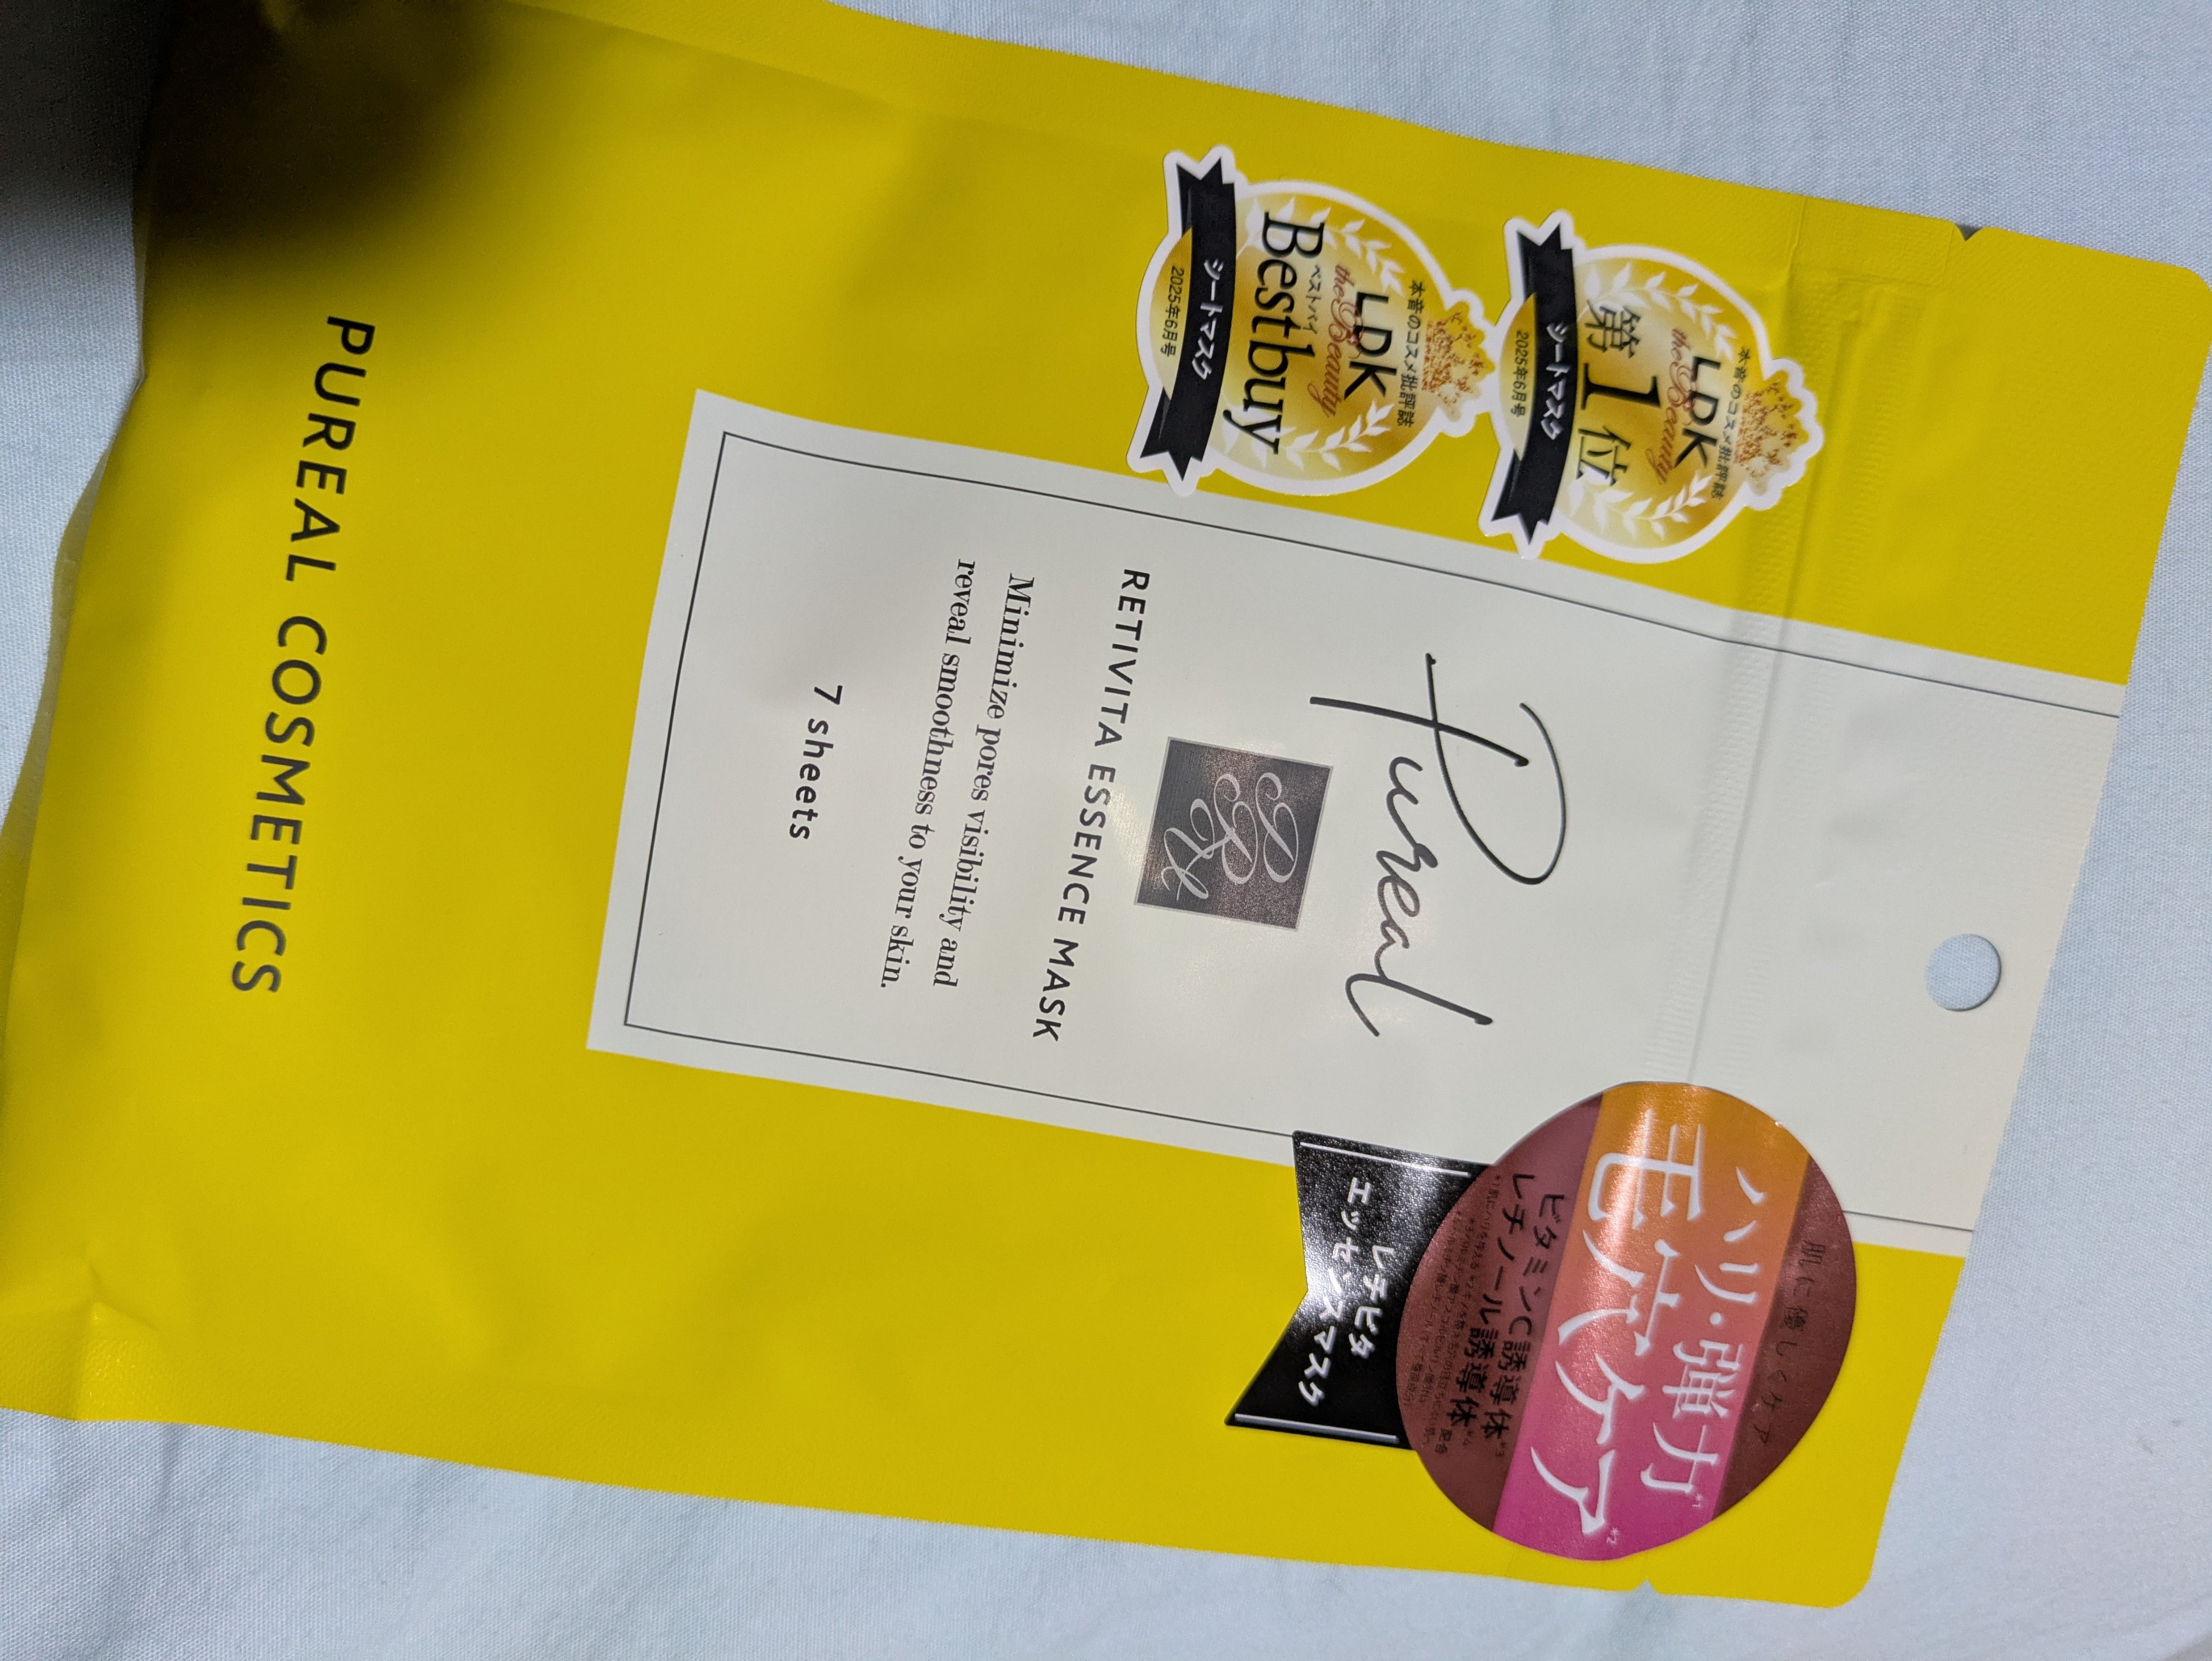 本音のコスメ批評誌
LDK
the Beauty
第1位
シートマスク
2025年6月号
本音のコスメ批評誌
LDK
the Beauty
ベストバイ
Bestbuy
シートマスク
2025年6月号
Pureal
RETIVITA ESSENCE MASK
Minimize pores visibility and
reveal smoothness to your skin.
7 sheets
肌に優しくケア
ハリ・弾力*1
毛穴ケア*2
ビタミンC誘導体*3
レチノール誘導体*4 配合
レチビタ
エッセンスマスク
PUREAL COSMETICS